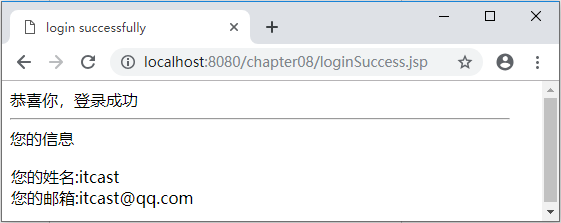 login successfully
localhost:8080/chapter08/loginSuccess.jsp
恭喜你，登录成功
您的信息
您的姓名:itcast
您的邮箱:itcast@qq.com